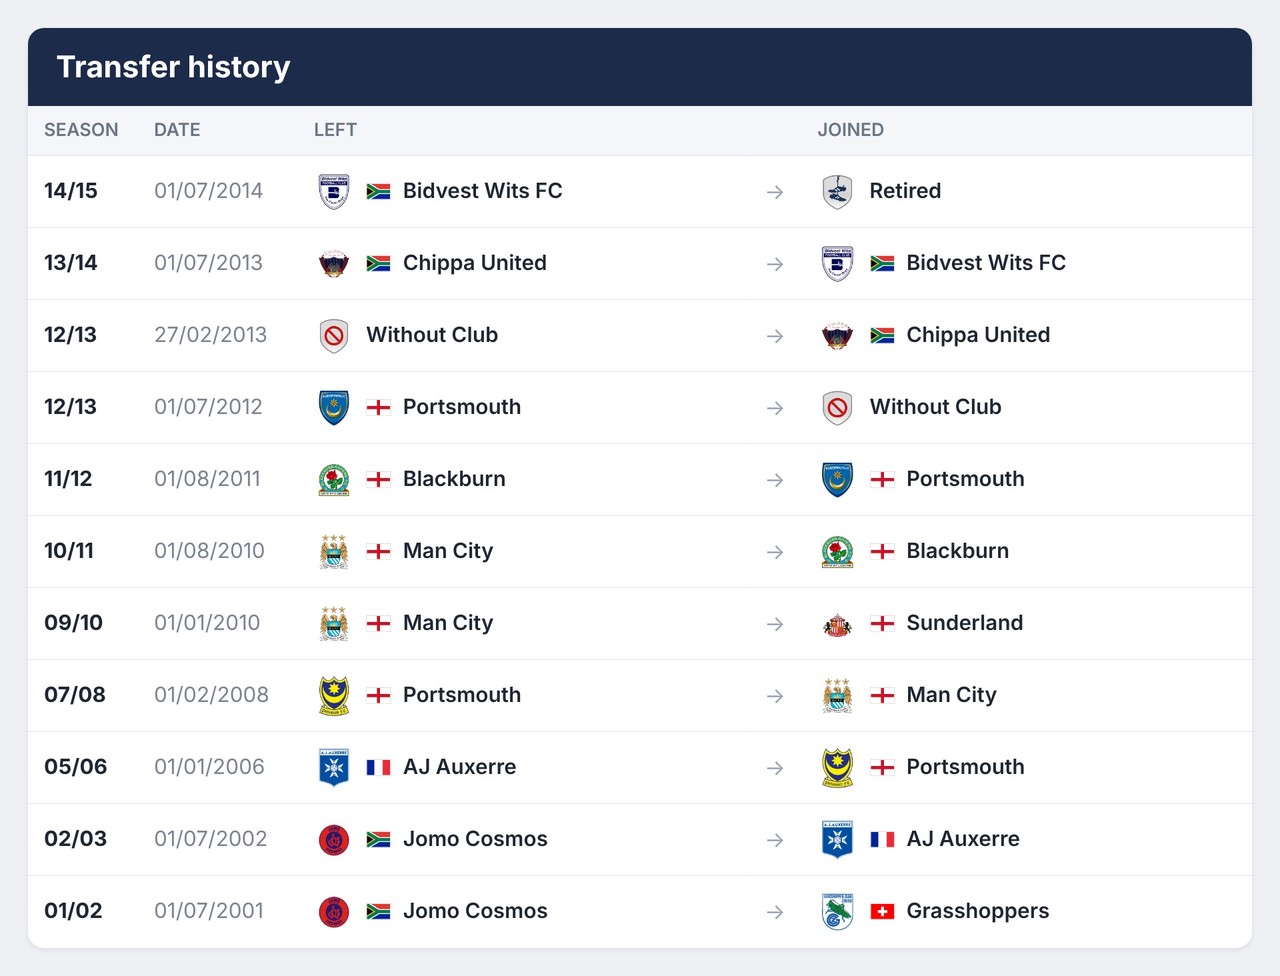 Transfer history
SEASON DATE LEFT JOINED
14/15 01/07/2014 Bidvest Wits FC → Retired
13/14 01/07/2013 Chippa United → Bidvest Wits FC
12/13 27/02/2013 Without Club → Chippa United
12/13 01/07/2012 Portsmouth → Without Club
11/12 01/08/2011 Blackburn → Portsmouth
10/11 01/08/2010 Man City → Blackburn
09/10 01/01/2010 Man City → Sunderland
07/08 01/02/2008 Portsmouth → Man City
05/06 01/01/2006 AJ Auxerre → Portsmouth
02/03 01/07/2002 Jomo Cosmos → AJ Auxerre
01/02 01/07/2001 Jomo Cosmos → Grasshoppers